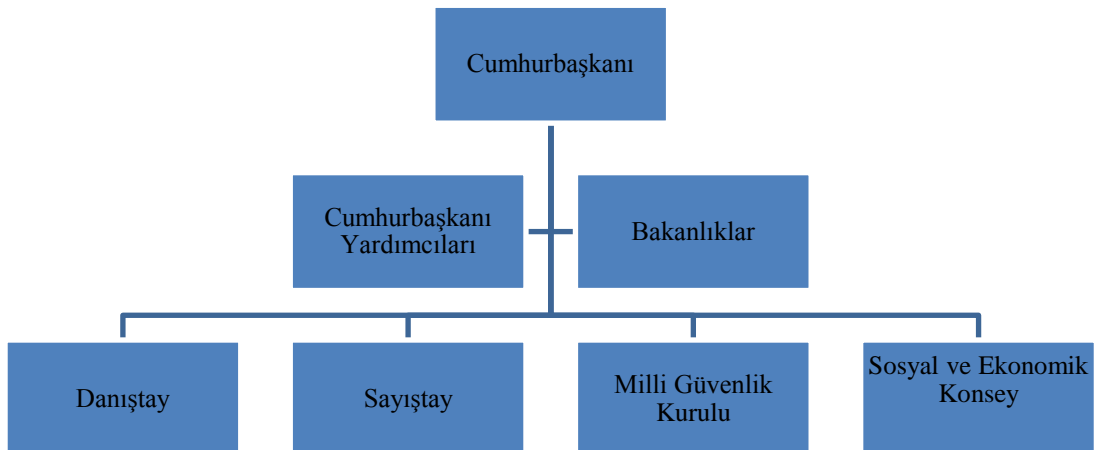 Cumhurbaşkanı
Cumhurbaşkanı
Yardımcıları
Bakanlıklar
Danıştay
Sayıştay
Milli Güvenlik
Kurulu
Sosyal ve Ekonomik
Konsey